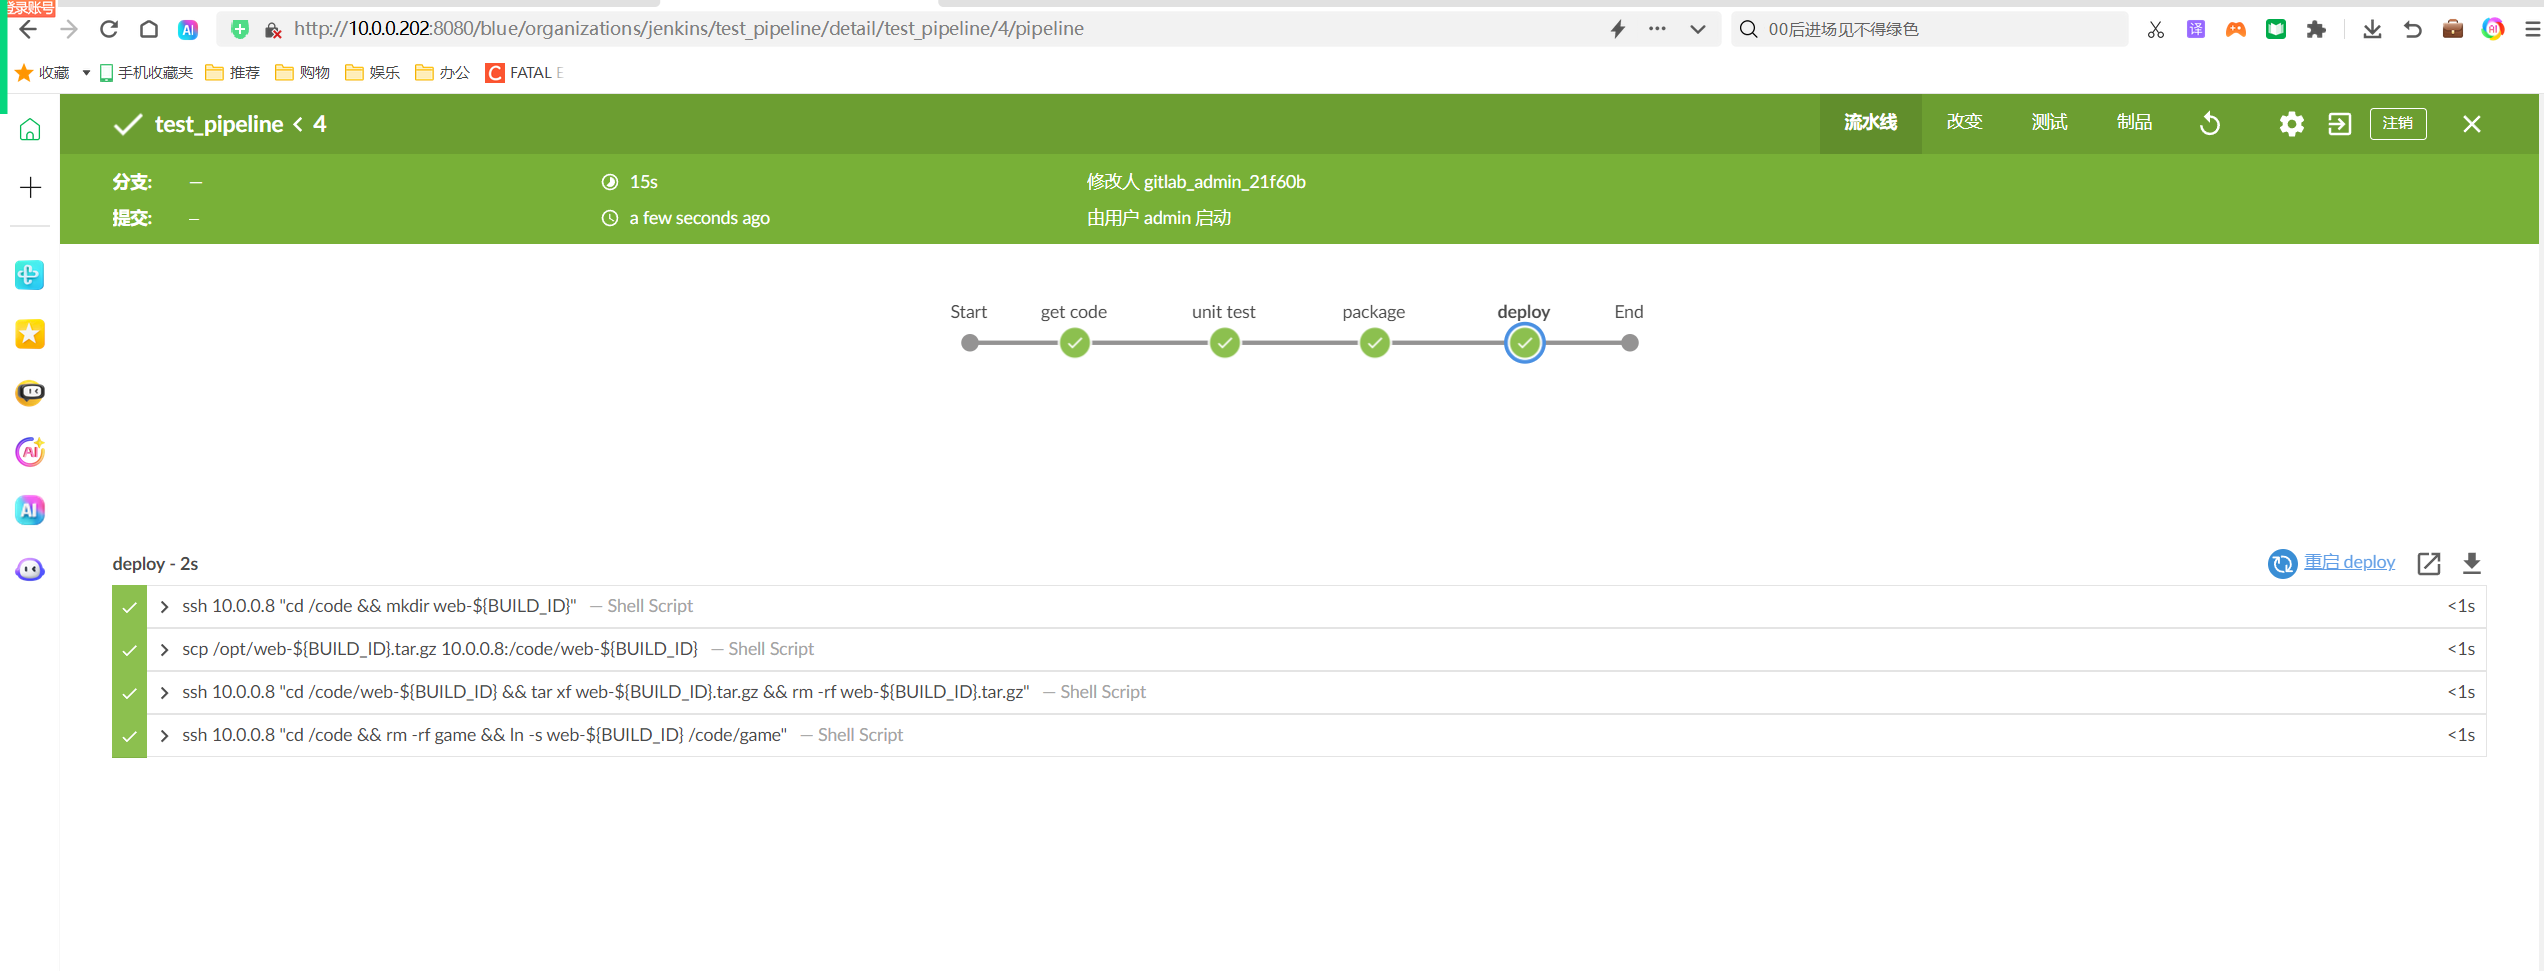 登录账号
http://10.0.0.202:8080/blue/organizations/jenkins/test_pipeline/detail/test_pipeline/4/pipeline
00后进场见不得绿色
译
AI
收藏
手机收藏夹
推荐
购物
娱乐
办公
C FATAL E
test_pipeline < 4
流水线
改变
测试
制品
注销
分支: —
15s
修改人 gitlab_admin_21f60b
提交: —
a few seconds ago
由用户 admin 启动
Start
get code
unit test
package
deploy
End
AI
AI
deploy - 2s
重启 deploy
ssh 10.0.0.8 "cd /code && mkdir web-${BUILD_ID}" — Shell Script <1s
scp /opt/web-${BUILD_ID}.tar.gz 10.0.0.8:/code/web-${BUILD_ID} — Shell Script <1s
ssh 10.0.0.8 "cd /code/web-${BUILD_ID} && tar xf web-${BUILD_ID}.tar.gz && rm -rf web-${BUILD_ID}.tar.gz" — Shell Script <1s
ssh 10.0.0.8 "cd /code && rm -rf game && ln -s web-${BUILD_ID} /code/game" — Shell Script <1s